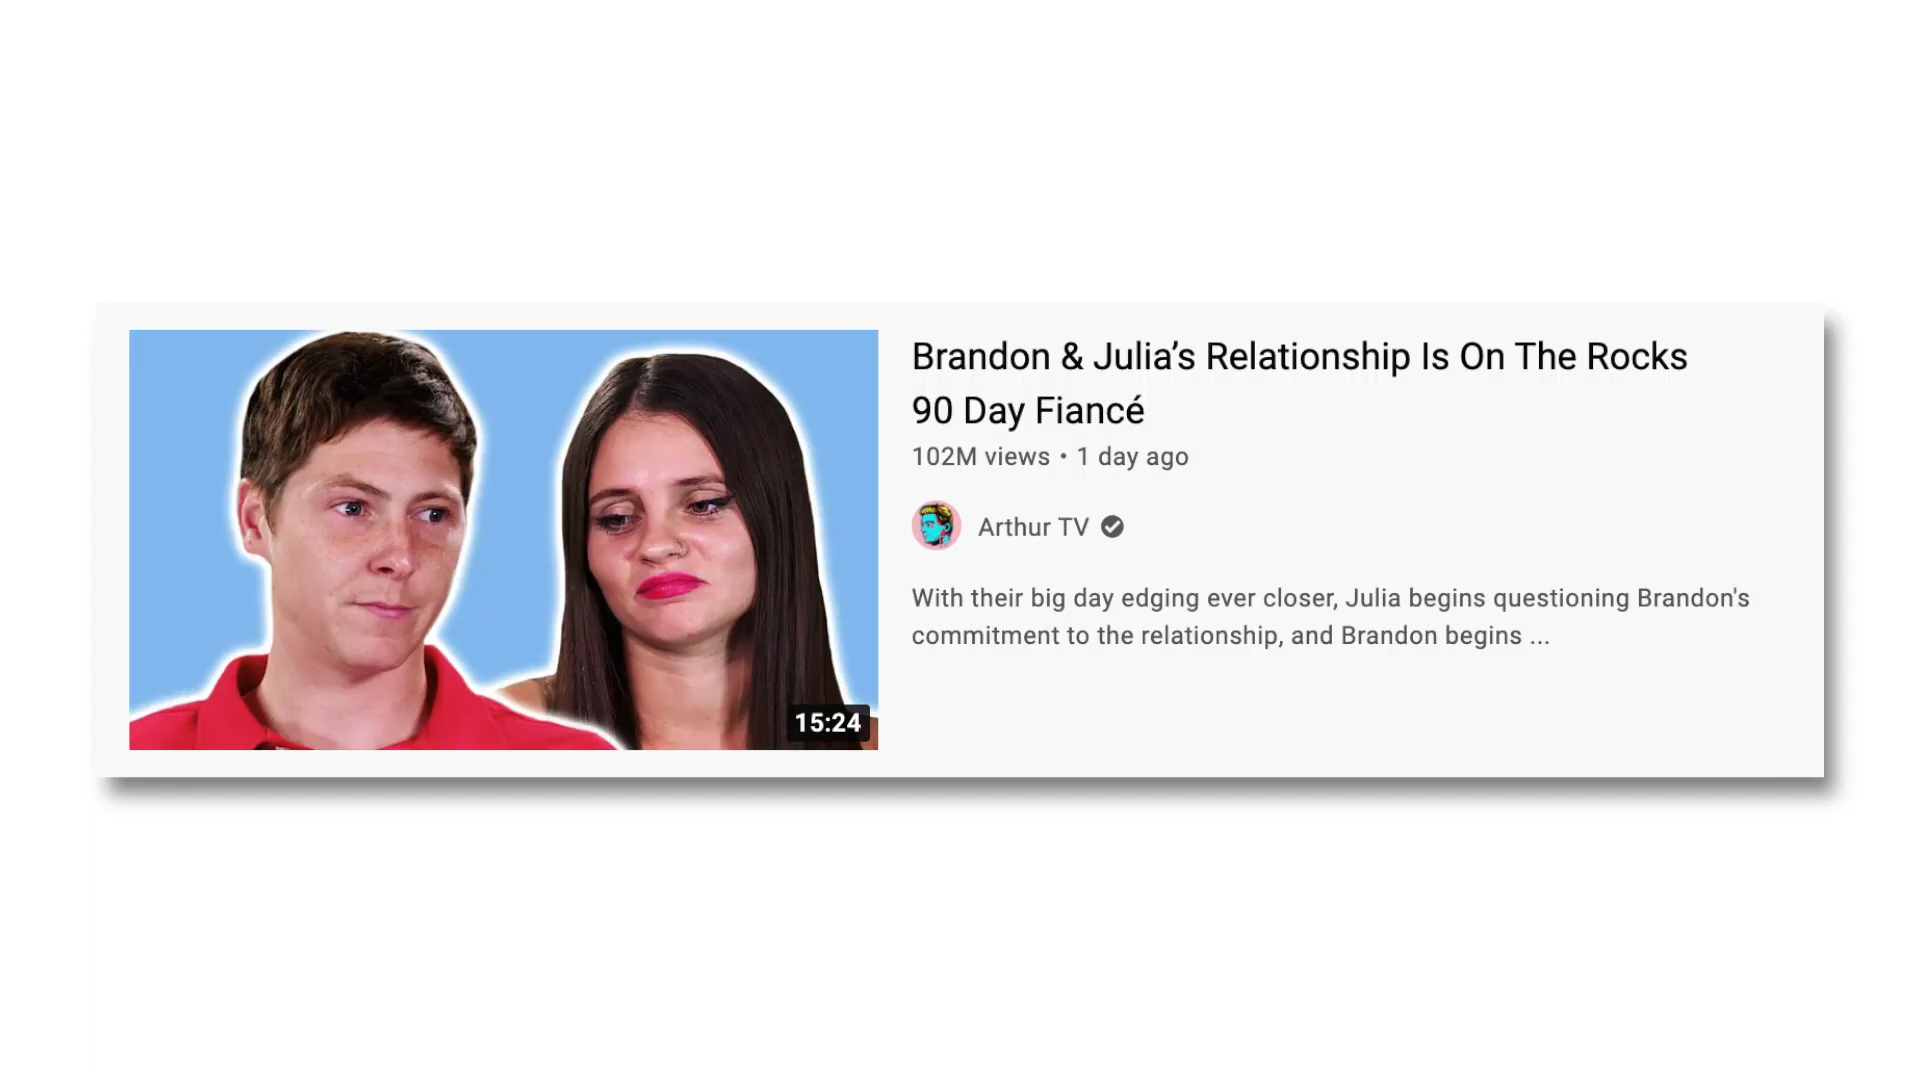 Brandon & Julia’s Relationship Is On The Rocks
90 Day Fiancé
102M views • 1 day ago
Arthur TV
With their big day edging ever closer, Julia begins questioning Brandon's
commitment to the relationship, and Brandon begins ...
15:24